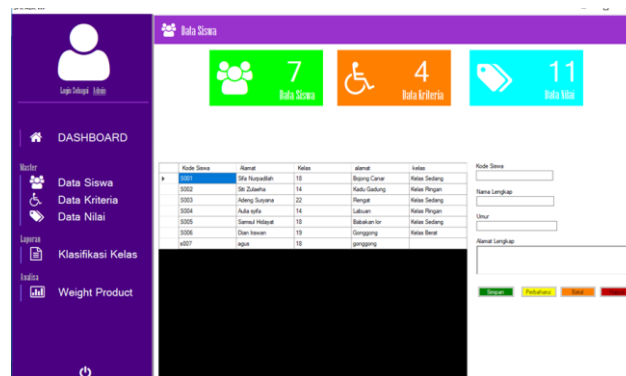 Data Siswa
Login Sebagai Admin
7
Data Siswa
4
Data Kriteria
11
Data Nilai
DASHBOARD
Master
Data Siswa
Data Kriteria
Data Nilai
Laporan
Klasifikasi Kelas
Analisa
Weight Product
Kode Siswa Alamat Kelas alamat kelas
S001 Sifa Nurpadilah 18 Bojong Canar Kelas Sedang
S002 Siti Zulaeha 14 Kadu Gadung Kelas Ringan
S003 Adeng Suryana 22 Rengat Kelas Sedang
S004 Aulia syifa 14 Labuan Kelas Ringan
S005 Samsul Hidayat 18 Babakan lor Kelas Sedang
S006 Dian Irawan 19 Gonggong Kelas Berat
s007 agus 18 gonggong
Kode Siswa
Nama Lengkap
Umur
Alamat Lengkap
Simpan
Batal